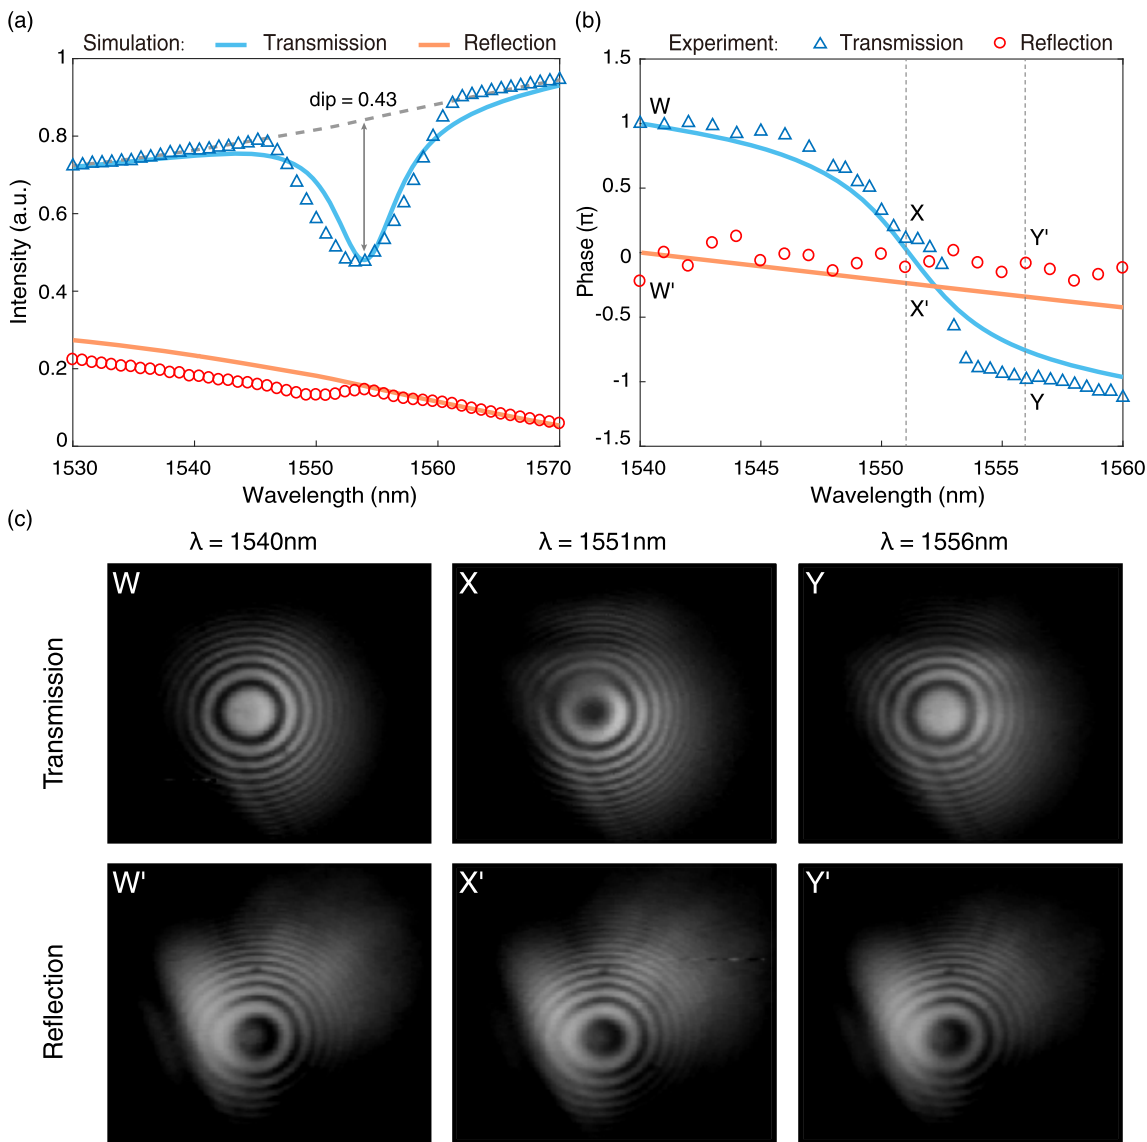 (a)
Simulation: Transmission Reflection
1
0.8
0.6
0.4
0.2
0
Intensity (a.u.)
dip = 0.43
1530 1540 1550 1560 1570
Wavelength (nm)
(b)
Experiment: Transmission Reflection
1.5
1
0.5
0
-0.5
-1
-1.5
Phase (π)
W
X
Y'
W'
X'
Y
1540 1545 1550 1555 1560
Wavelength (nm)
(c)
λ = 1540nm λ = 1551nm λ = 1556nm
Transmission
W X Y
Reflection
W' X' Y'